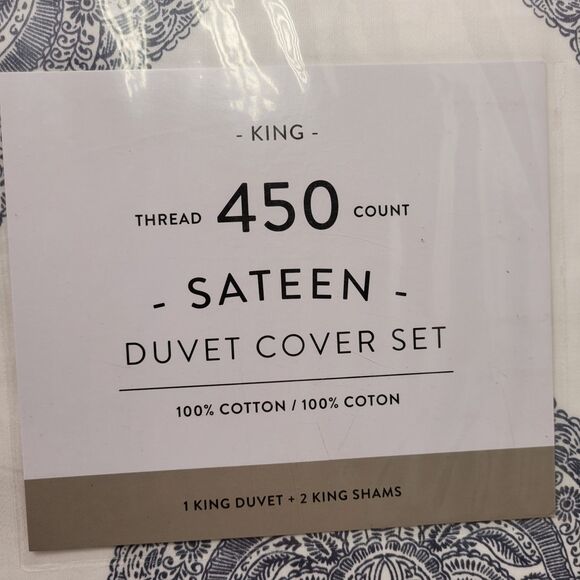 - KING -
THREAD 450 COUNT
- SATEEN -
DUVET COVER SET
100% COTTON / 100% COTON
1 KING DUVET + 2 KING SHAMS